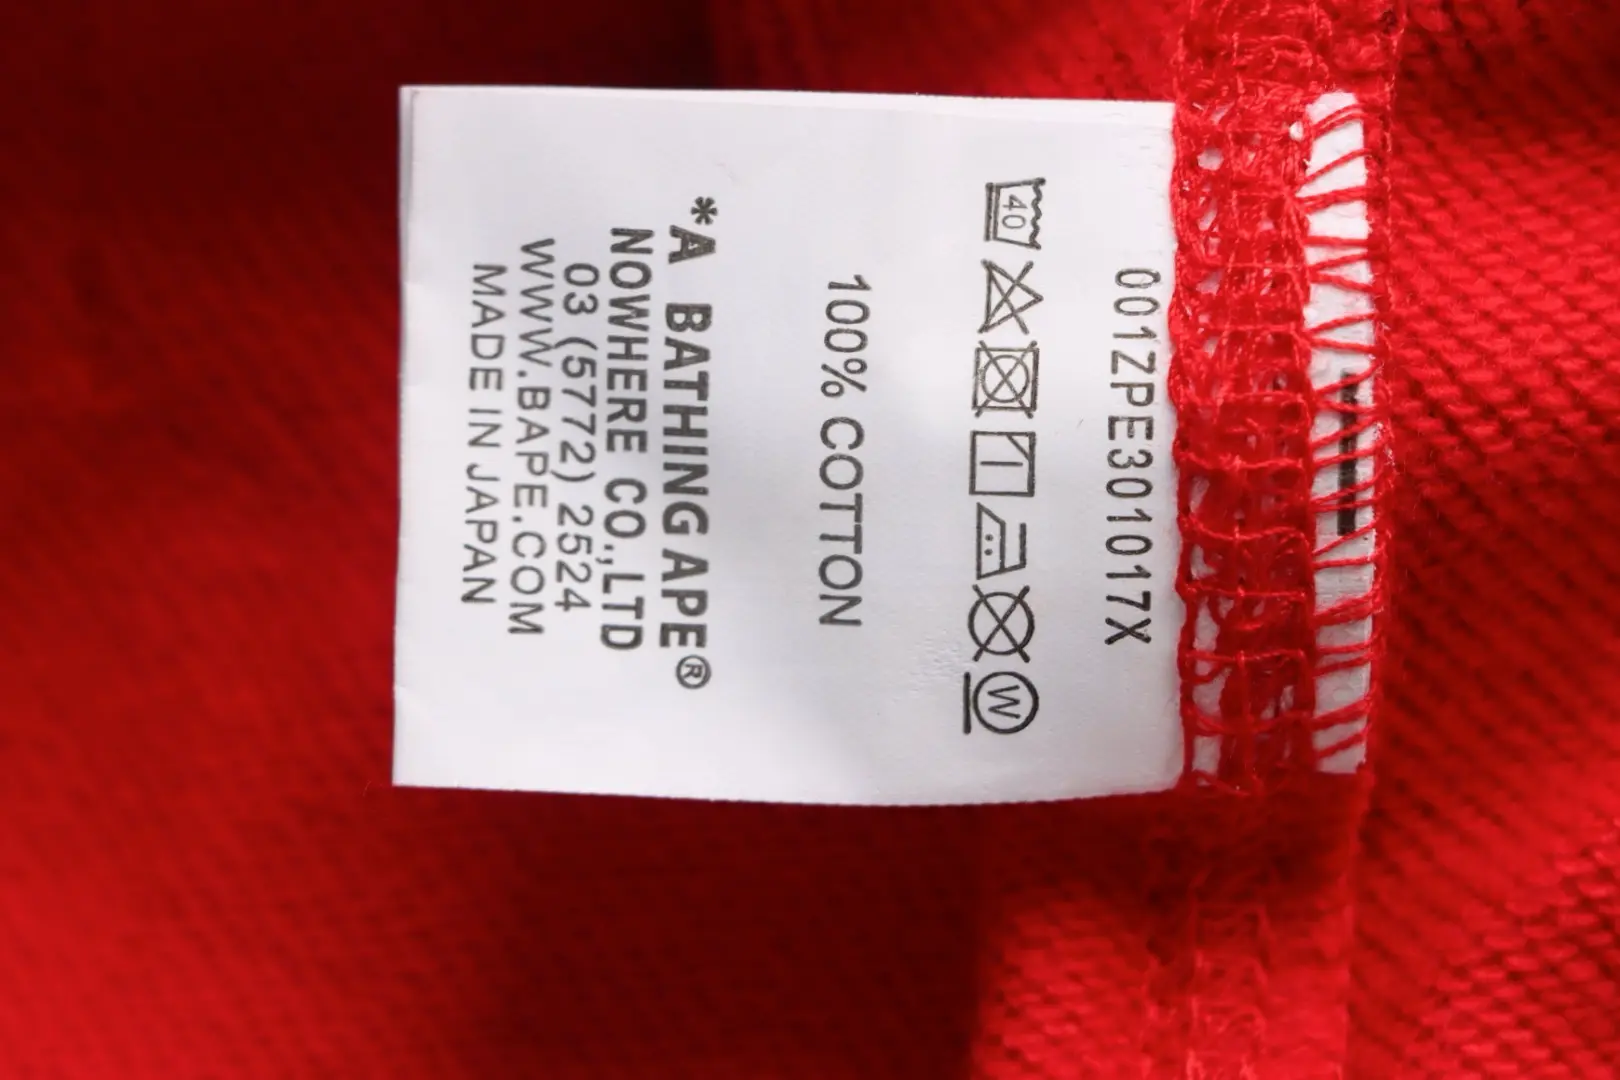 001ZPE301017X
40
W
100% COTTON
*A BATHING APE®
NOWHERE CO.,LTD
03 (5772) 2524
WWW.BAPE.COM
MADE IN JAPAN